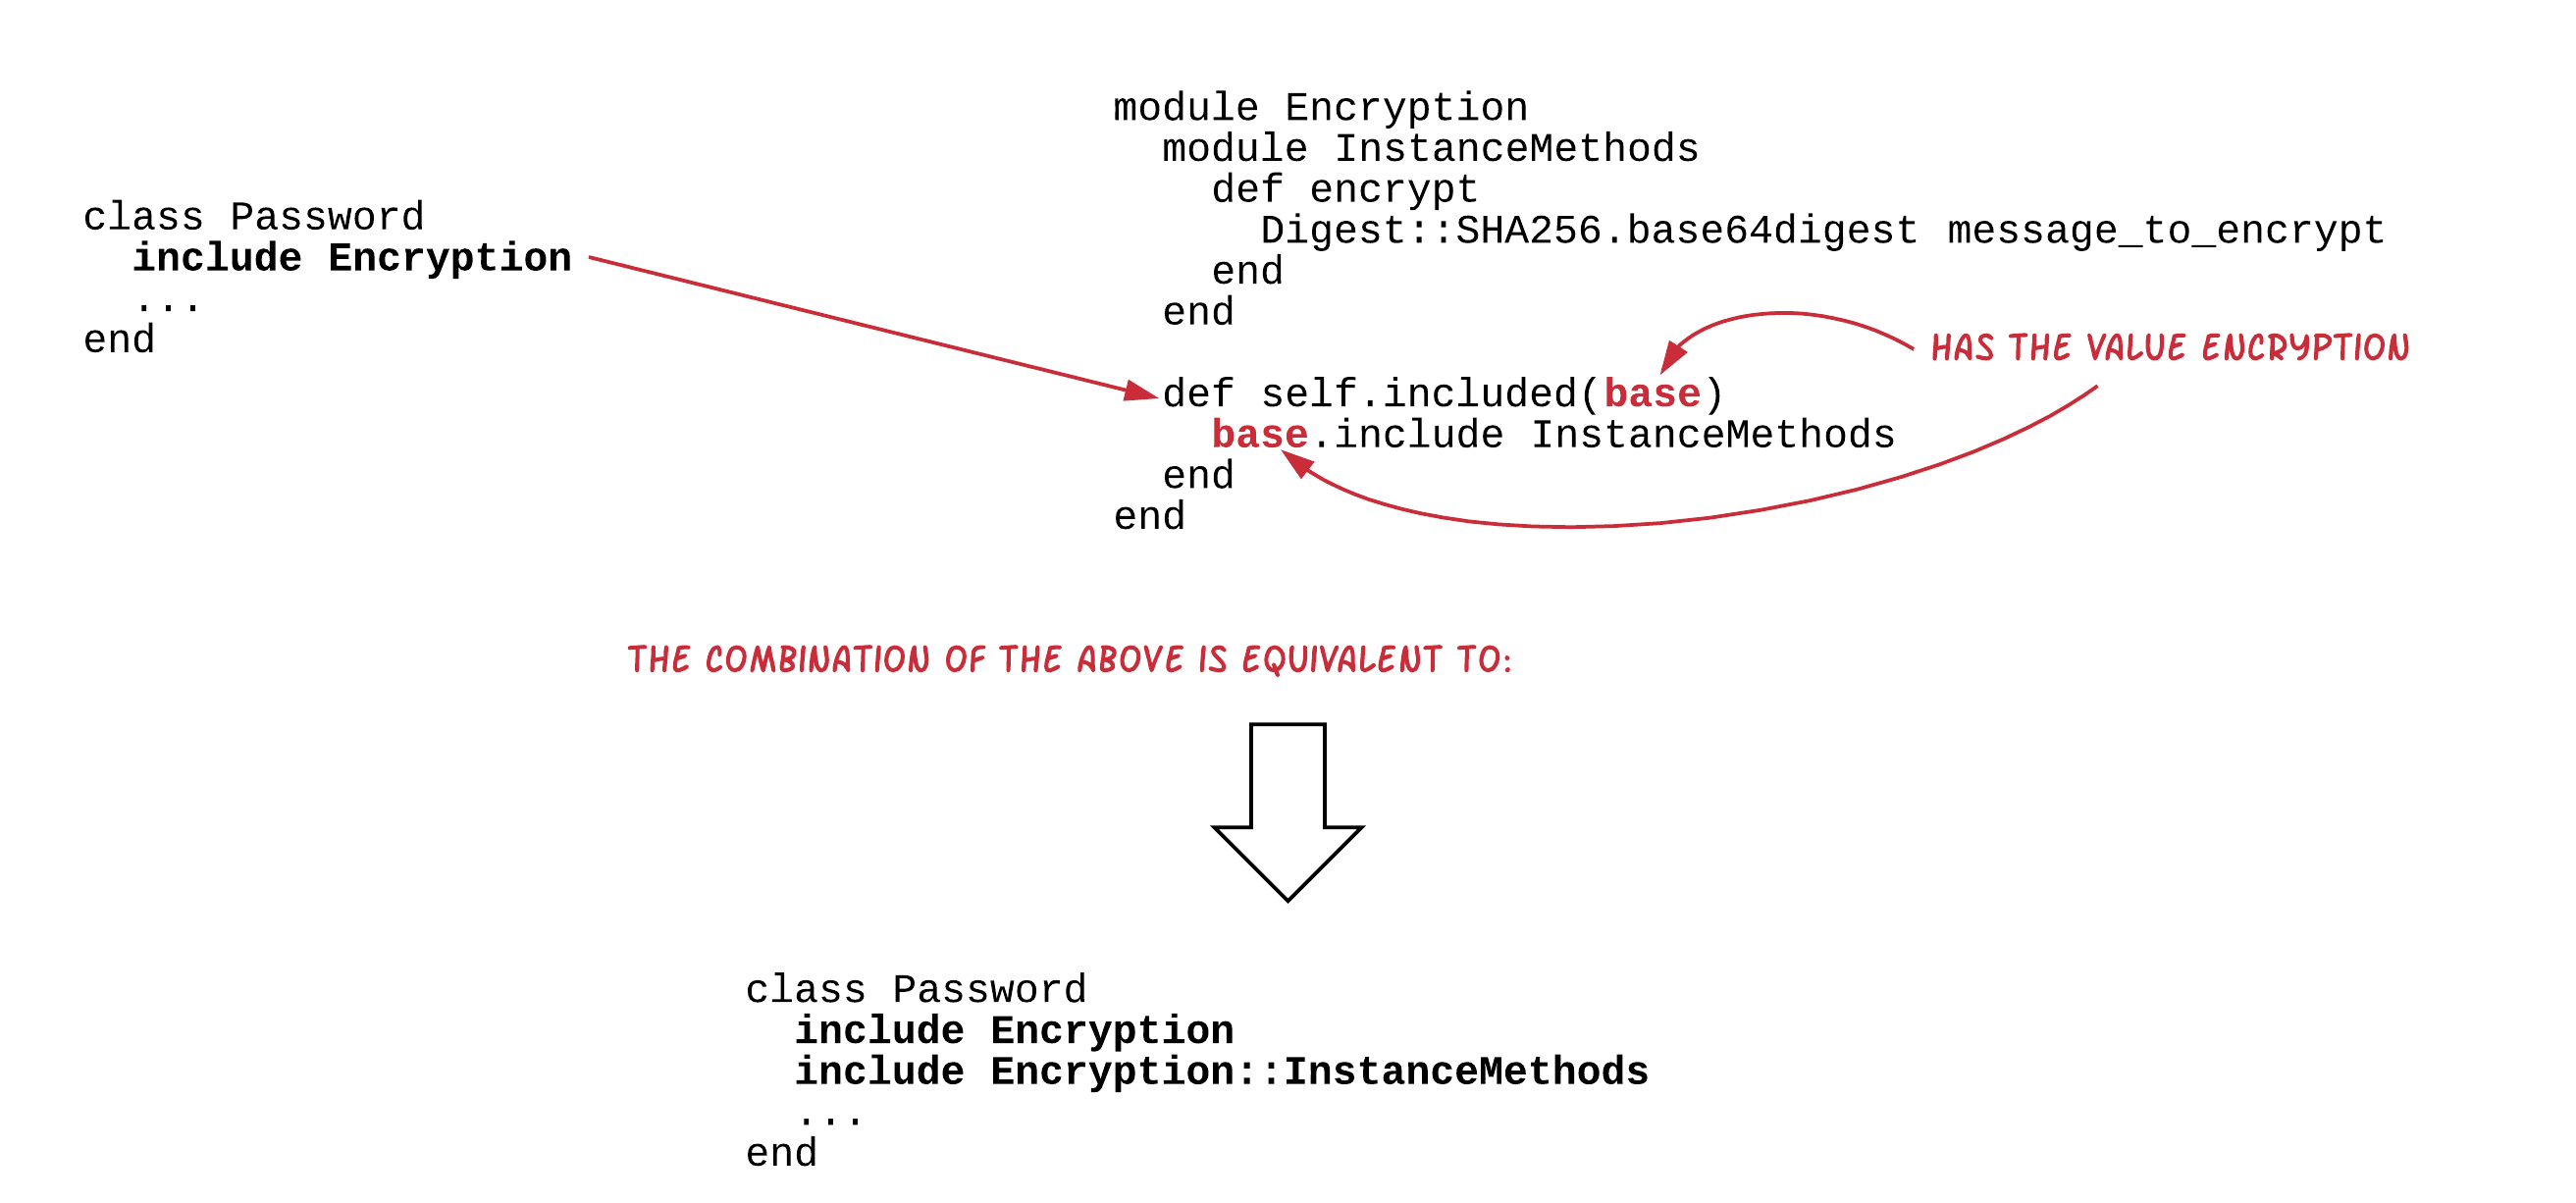 class Password
  include Encryption
  ...
end
module Encryption
  module InstanceMethods
    def encrypt
      Digest::SHA256.base64digest message_to_encrypt
    end
  end
  def self.included(base)
    base.include InstanceMethods
  end
end
HAS THE VALUE ENCRYPTION
THE COMBINATION OF THE ABOVE IS EQUIVALENT TO:
class Password
  include Encryption
  include Encryption::InstanceMethods
  ...
end